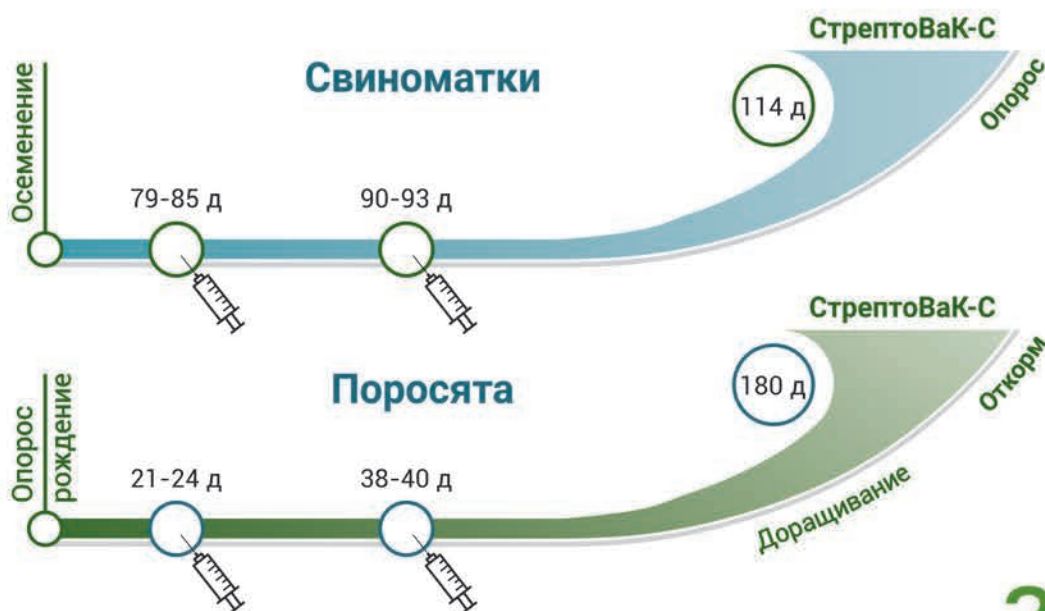 СтрептоВаК-С
Свиноматки
Осеменение
114 д
Опорос
79-85 д
90-93 д
СтрептоВаК-С
Поросята
Опорос
рождение
180 д
Откорм
21-24 д
38-40 д
Доращивание